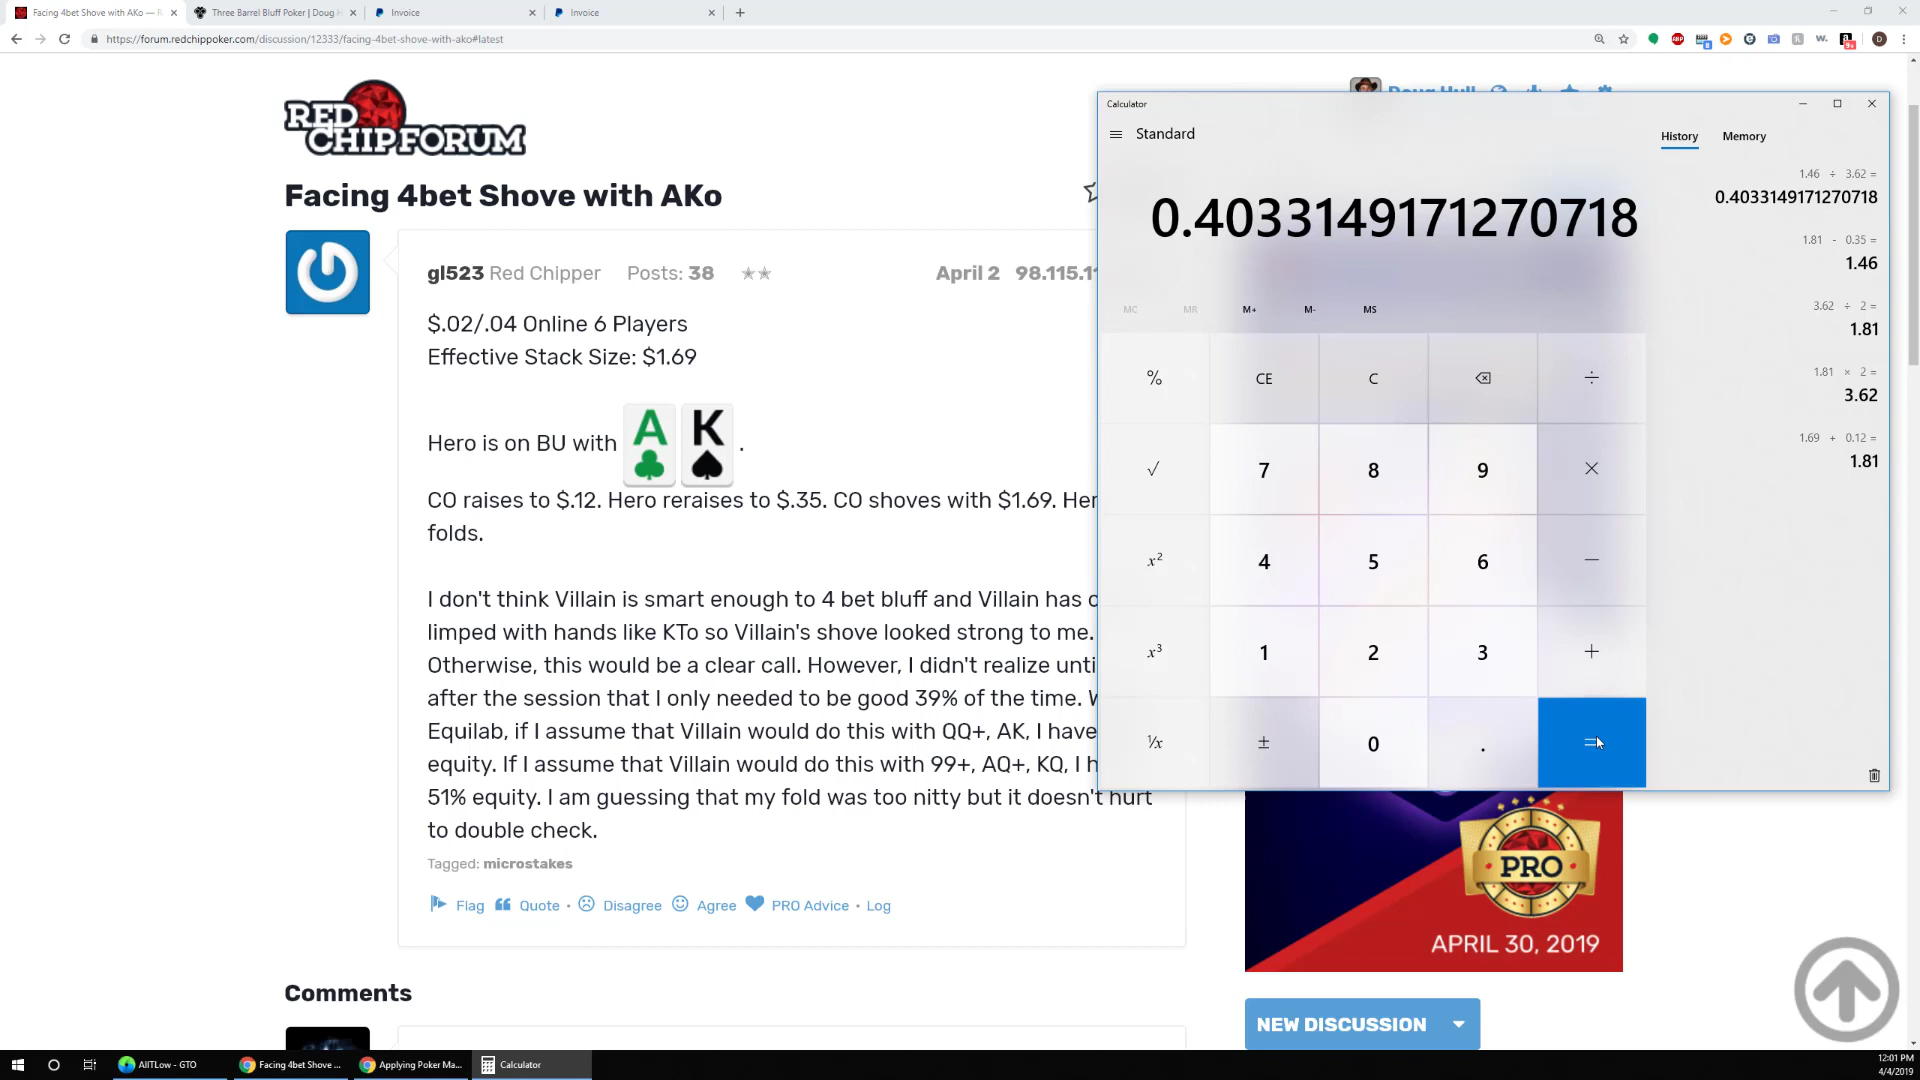 Facing 4bet Shove with AKo — R
Three Barrel Bluff Poker | Doug H
Invoice
Invoice
https://forum.redchippoker.com/discussion/12333/facing-4bet-shove-with-ako#latest
RED
CHIPFORUM
Doug Hull
Facing 4bet Shove with AKo
gl523 Red Chipper Posts: 38 April 2 98.115.11
$.02/.04 Online 6 Players
Effective Stack Size: $1.69
Hero is on BU with A K .
CO raises to $.12. Hero reraises to $.35. CO shoves with $1.69. Her
folds.
I don't think Villain is smart enough to 4 bet bluff and Villain has
limped with hands like KTo so Villain's shove looked strong to me.
Otherwise, this would be a clear call. However, I didn't realize unti
after the session that I only needed to be good 39% of the time.
Equilab, if I assume that Villain would do this with QQ+, AK, I have
equity. If I assume that Villain would do this with 99+, AQ+, KQ, I h
51% equity. I am guessing that my fold was too nitty but it doesn't hurt
to double check.
Tagged: microstakes
Flag Quote • Disagree Agree PRO Advice • Log
Comments
Calculator
Standard
History Memory
0.4033149171270718
1.46 ÷ 3.62 =
0.4033149171270718
1.81 - 0.35 =
1.46
3.62 ÷ 2 =
1.81
1.81 × 2 =
3.62
1.69 + 0.12 =
1.81
MC MR M+ M- MS
% CE C ÷
√ 7 8 9 ×
x² 4 5 6 −
x³ 1 2 3 +
¹/x ± 0 . =
PRO
APRIL 30, 2019
NEW DISCUSSION
AllTLow - GTO
Facing 4bet Shove ...
Applying Poker Ma...
Calculator
12:01 PM
4/4/2019